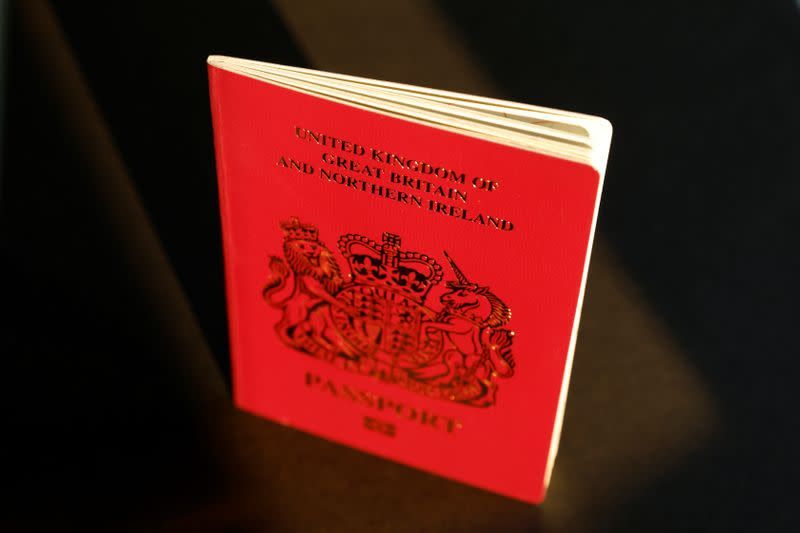 UNITED KINGDOM OF
GREAT BRITAIN
AND NORTHERN IRELAND
PASSPORT